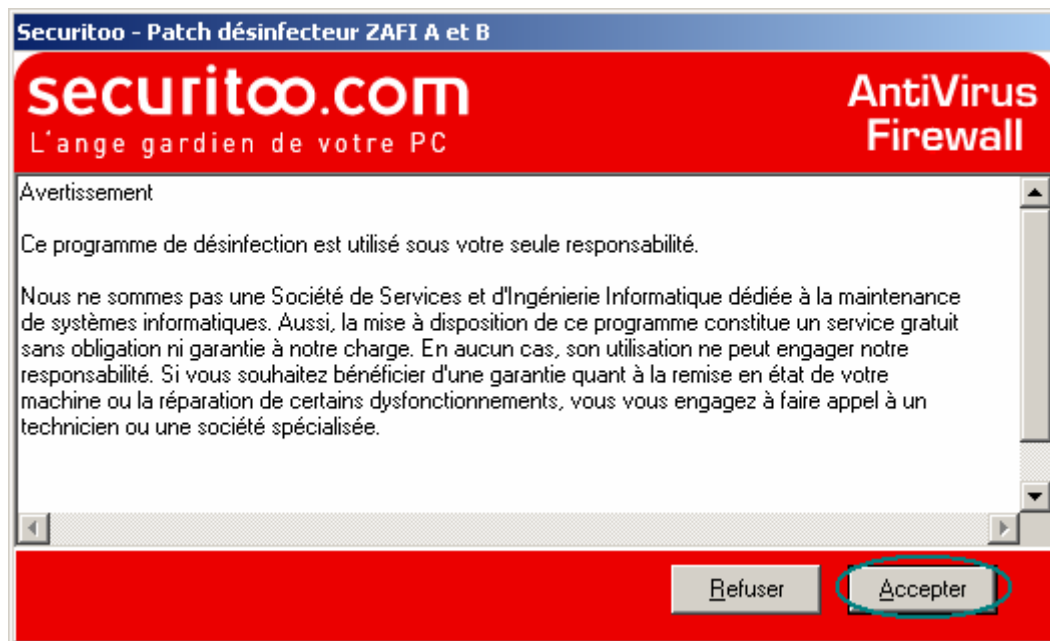 Securitoo - Patch désinfecteur ZAFI A et B
securitoo.com
L'ange gardien de votre PC
AntiVirus
Firewall
Avertissement
Ce programme de désinfection est utilisé sous votre seule responsabilité.
Nous ne sommes pas une Société de Services et d'Ingénierie Informatique dédiée à la maintenance
de systèmes informatiques. Aussi, la mise à disposition de ce programme constitue un service gratuit
sans obligation ni garantie à notre charge. En aucun cas, son utilisation ne peut engager notre
responsabilité. Si vous souhaitez bénéficier d'une garantie quant à la remise en état de votre
machine ou la réparation de certains dysfonctionnements, vous vous engagez à faire appel à un
technicien ou une société spécialisée.
Refuser
Accepter